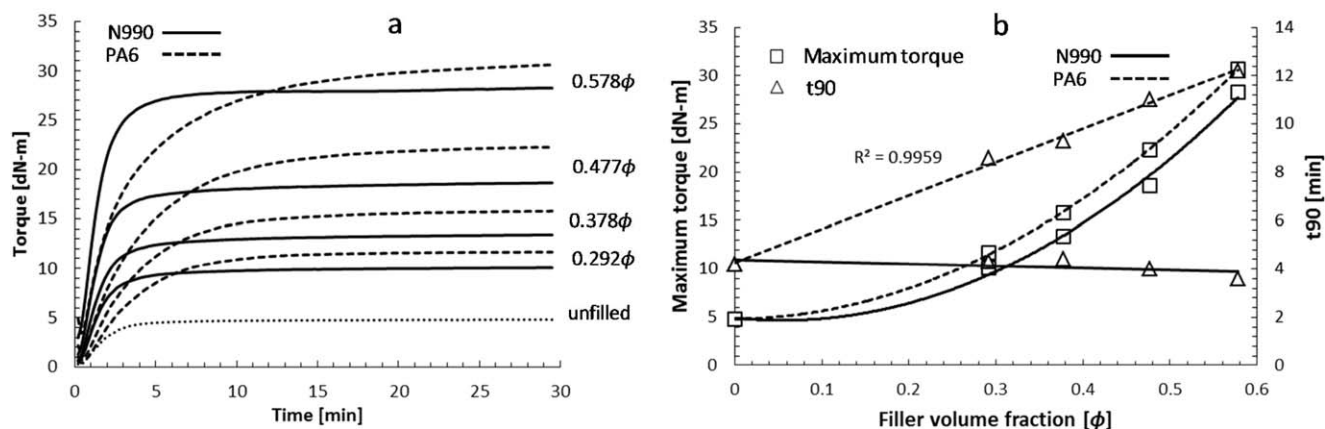 a
N990
PA6
35
30
25
20
15
10
5
0
Torque [dN-m]
0.578ϕ
0.477ϕ
0.378ϕ
0.292ϕ
unfilled
0 5 10 15 20 25 30
Time [min]
b
Maximum torque
t90
N990
PA6
R² = 0.9959
35
30
25
20
15
10
5
0
Maximum torque [dN-m]
14
12
10
8
6
4
2
0
t90 [min]
0 0.1 0.2 0.3 0.4 0.5 0.6
Filler volume fraction [ϕ]